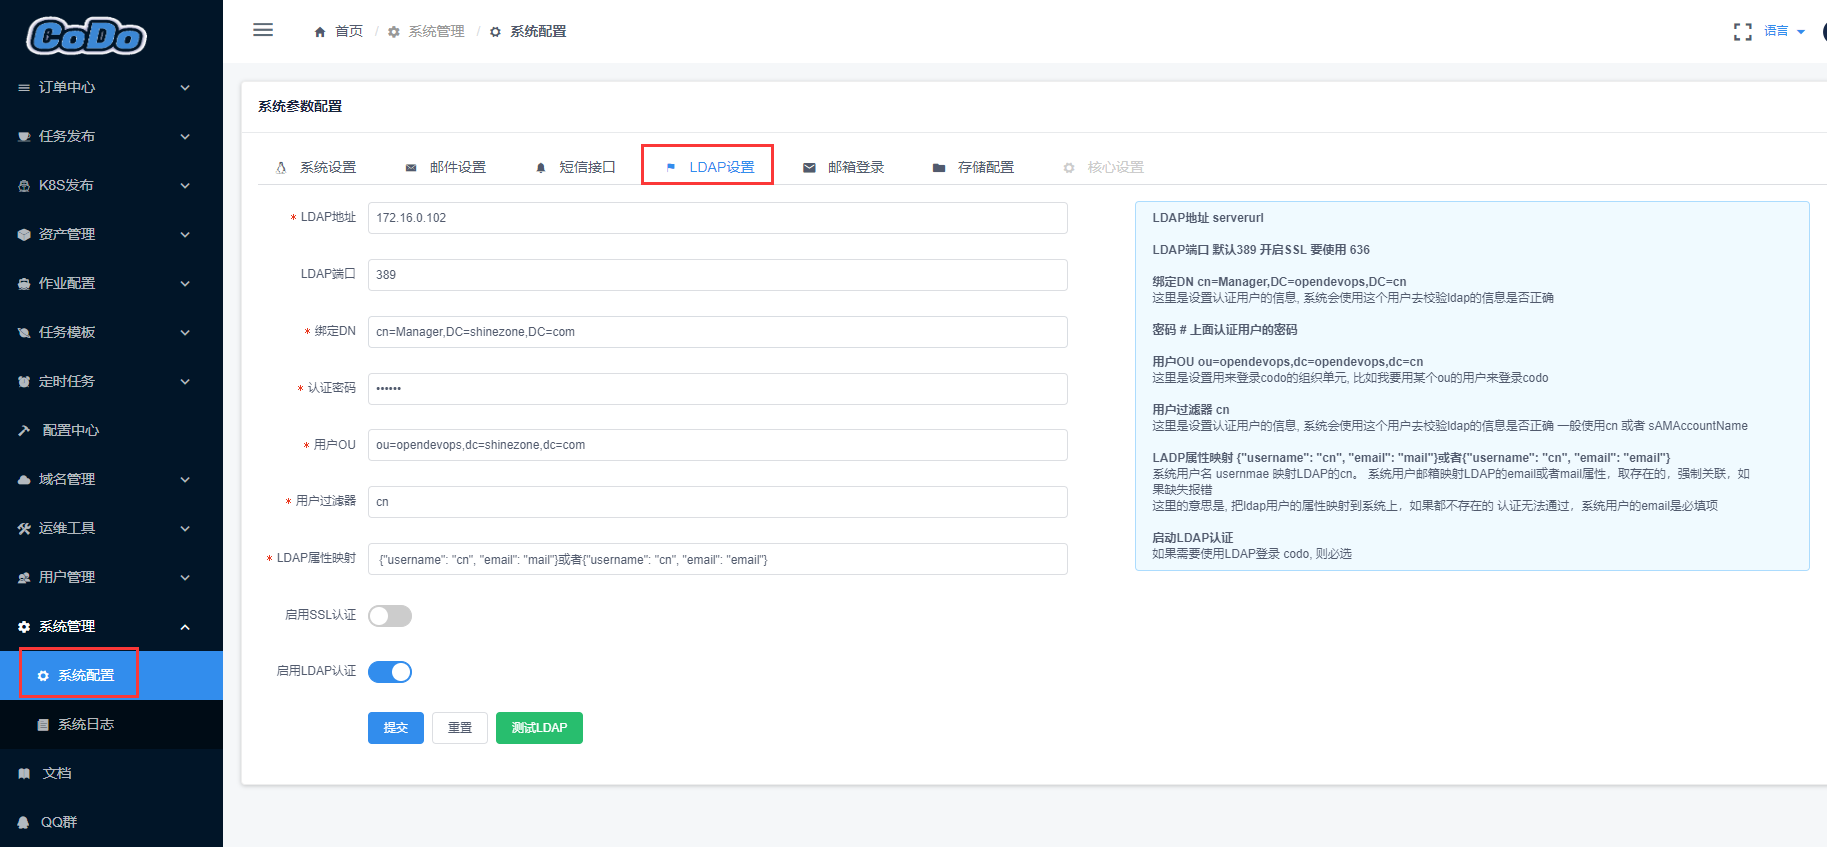 CoDo
首页 / 系统管理 / 系统配置
语言
订单中心
任务发布
K8S发布
资产管理
作业配置
任务模板
定时任务
配置中心
域名管理
运维工具
用户管理
系统管理
系统配置
系统日志
文档
QQ群
系统参数配置
系统设置 邮件设置 短信接口 LDAP设置 邮箱登录 存储配置 核心设置
* LDAP地址 172.16.0.102
LDAP端口 389
* 绑定DN cn=Manager,DC=shinezone,DC=com
* 认证密码 ••••••
* 用户OU ou=opendevops,dc=shinezone,dc=com
* 用户过滤器 cn
* LDAP属性映射 {"username": "cn", "email": "mail"}或者{"username": "cn", "email": "email"}
启用SSL认证
启用LDAP认证
提交 重置 测试LDAP
LDAP地址 serverurl
LDAP端口 默认389 开启SSL 要使用 636
绑定DN cn=Manager,DC=opendevops,DC=cn
这里是设置认证用户的信息, 系统会使用这个用户去校验ldap的信息是否正确
密码 # 上面认证用户的密码
用户OU ou=opendevops,dc=opendevops,dc=cn
这里是设置用来登录codo的组织单元, 比如我要用某个ou的用户来登录codo
用户过滤器 cn
这里是设置认证用户的信息, 系统会使用这个用户去校验ldap的信息是否正确 一般使用cn 或者 sAMAccountName
LADP属性映射 {"username": "cn", "email": "mail"}或者{"username": "cn", "email": "email"}
系统用户名 usernmae 映射LDAP的cn。 系统用户邮箱映射LDAP的email或者mail属性，取存在的，强制关联，如
果缺失报错
这里的意思是, 把ldap用户的属性映射到系统上，如果都不存在的 认证无法通过，系统用户的email是必填项
启动LDAP认证
如果需要使用LDAP登录 codo, 则必选